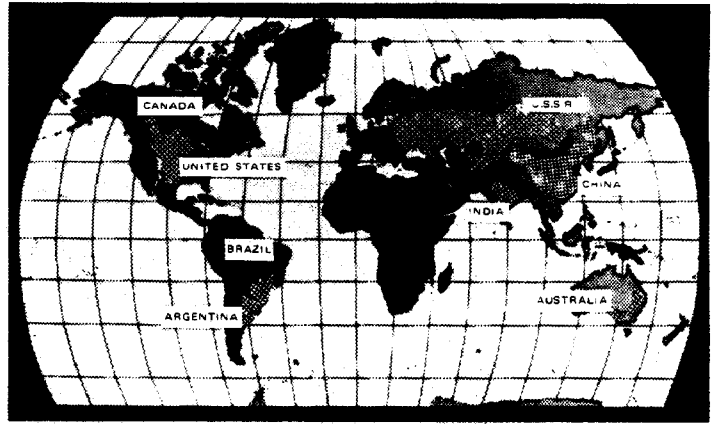 CANADA
U.S.S.R.
UNITED STATES
CHINA
INDIA
BRAZIL
AUSTRALIA
ARGENTINA